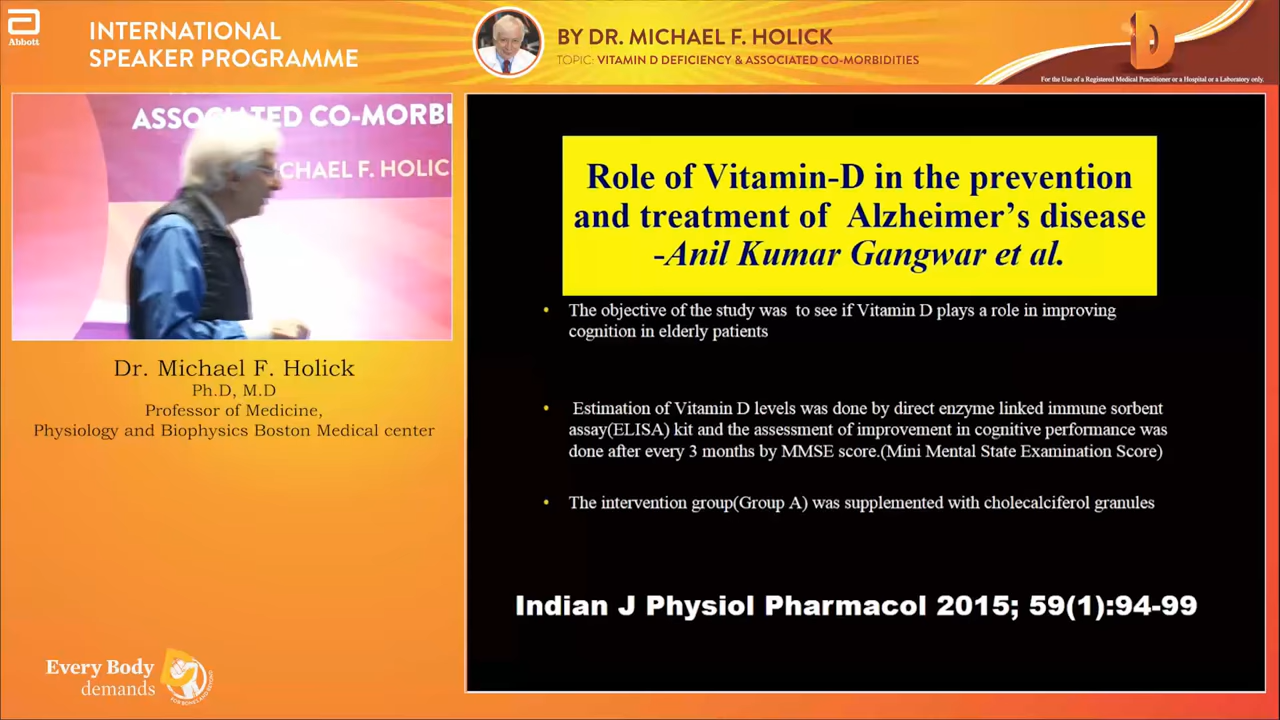 Abbott
INTERNATIONAL
SPEAKER PROGRAMME
BY DR. MICHAEL F. HOLICK
TOPIC: VITAMIN D DEFICIENCY & ASSOCIATED CO-MORBIDITIES
D
For the Use of a Registered Medical Practitioner or a Hospital or a Laboratory only.
ASSOCIATED CO-MORBI
CHAEL F. HOLIC
Dr. Michael F. Holick
Ph.D, M.D
Professor of Medicine,
Physiology and Biophysics Boston Medical center
Every Body
demands
Role of Vitamin-D in the prevention
and treatment of Alzheimer's disease
-Anil Kumar Gangwar et al.
• The objective of the study was to see if Vitamin D plays a role in improving
cognition in elderly patients
• Estimation of Vitamin D levels was done by direct enzyme linked immune sorbent
assay(ELISA) kit and the assessment of improvement in cognitive performance was
done after every 3 months by MMSE score.(Mini Mental State Examination Score)
• The intervention group(Group A) was supplemented with cholecalciferol granules
Indian J Physiol Pharmacol 2015; 59(1):94-99